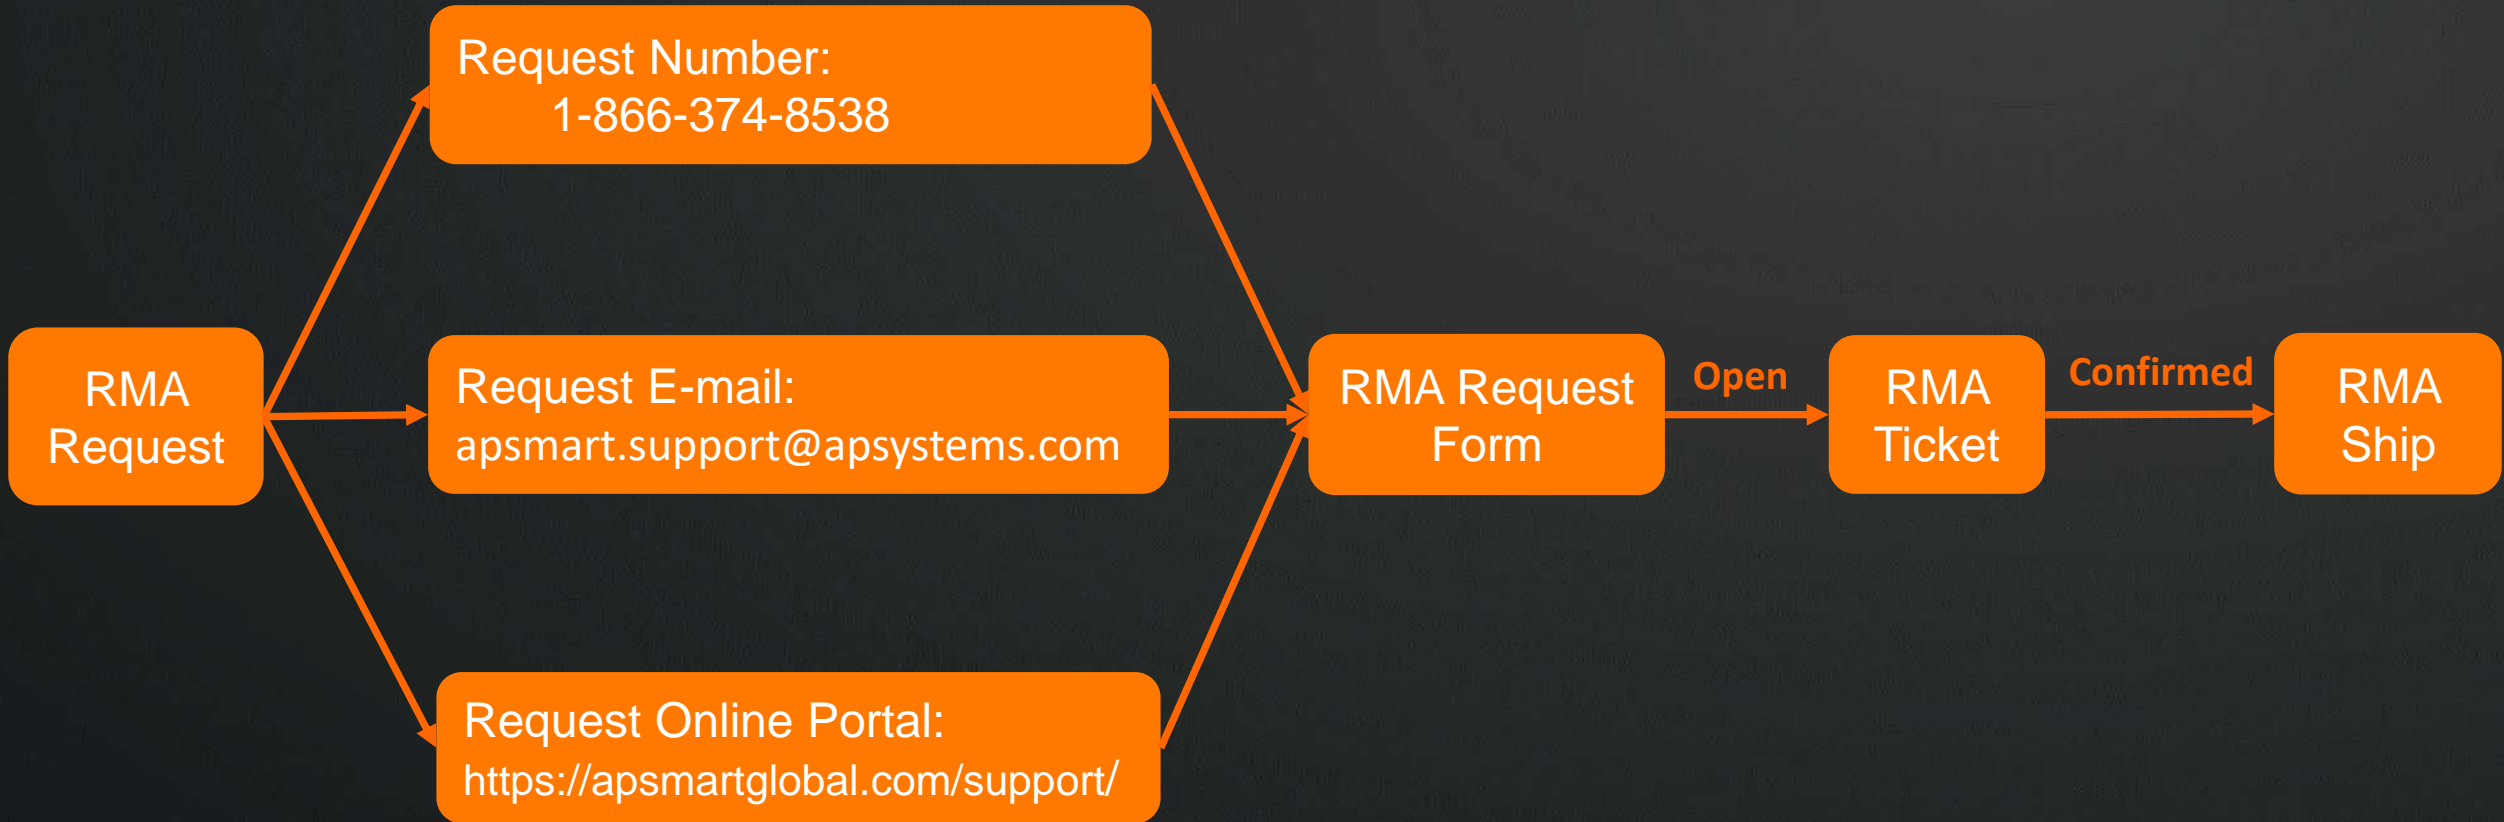 RMA
Request
Request Number:
1-866-374-8538
Request E-mail:
apsmart.support@apsystems.com
Request Online Portal:
https://apsmartglobal.com/support/
RMA Request
Form
Open
RMA
Ticket
Confirmed
RMA
Ship